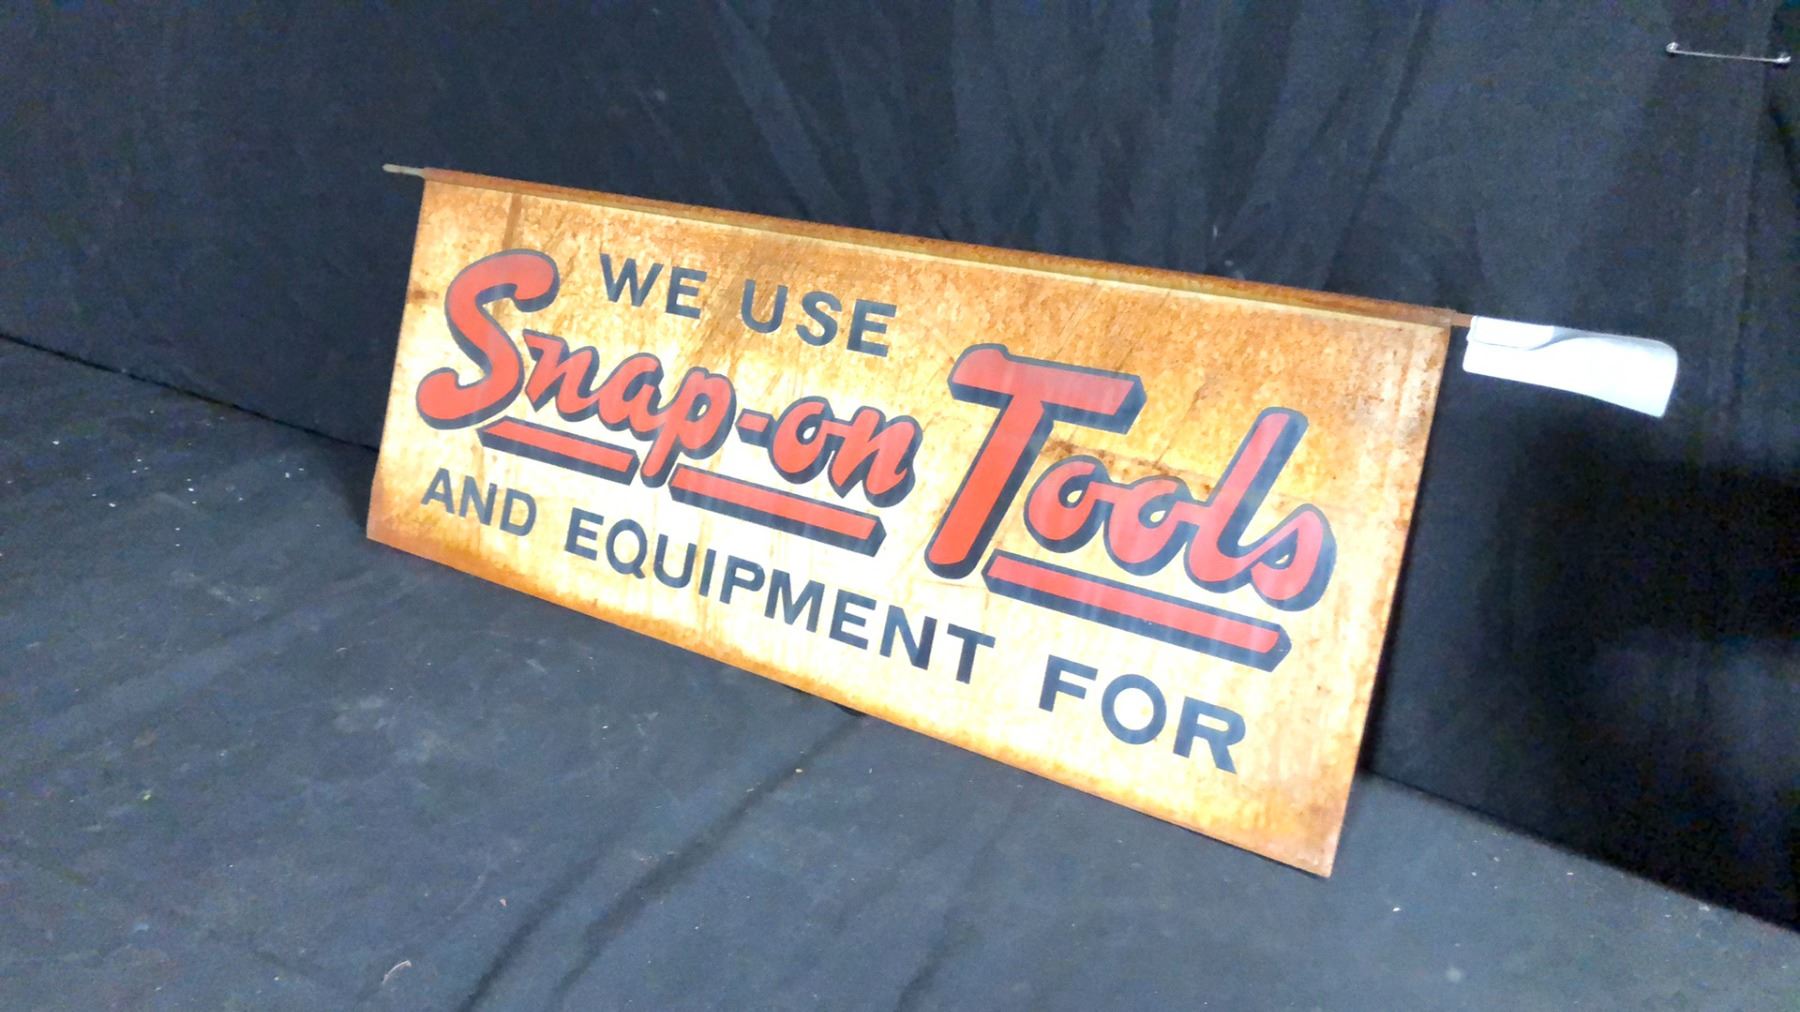 WE USE
Snap-on Tools
AND EQUIPMENT FOR